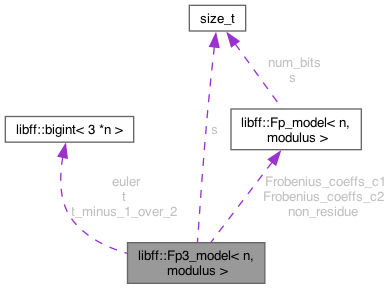 size_t
num_bits
s
libff::bigint< 3 *n >
s
libff::Fp_model< n,
modulus >
euler
t
t_minus_1_over_2
Frobenius_coeffs_c1
Frobenius_coeffs_c2
non_residue
libff::Fp3_model< n,
modulus >